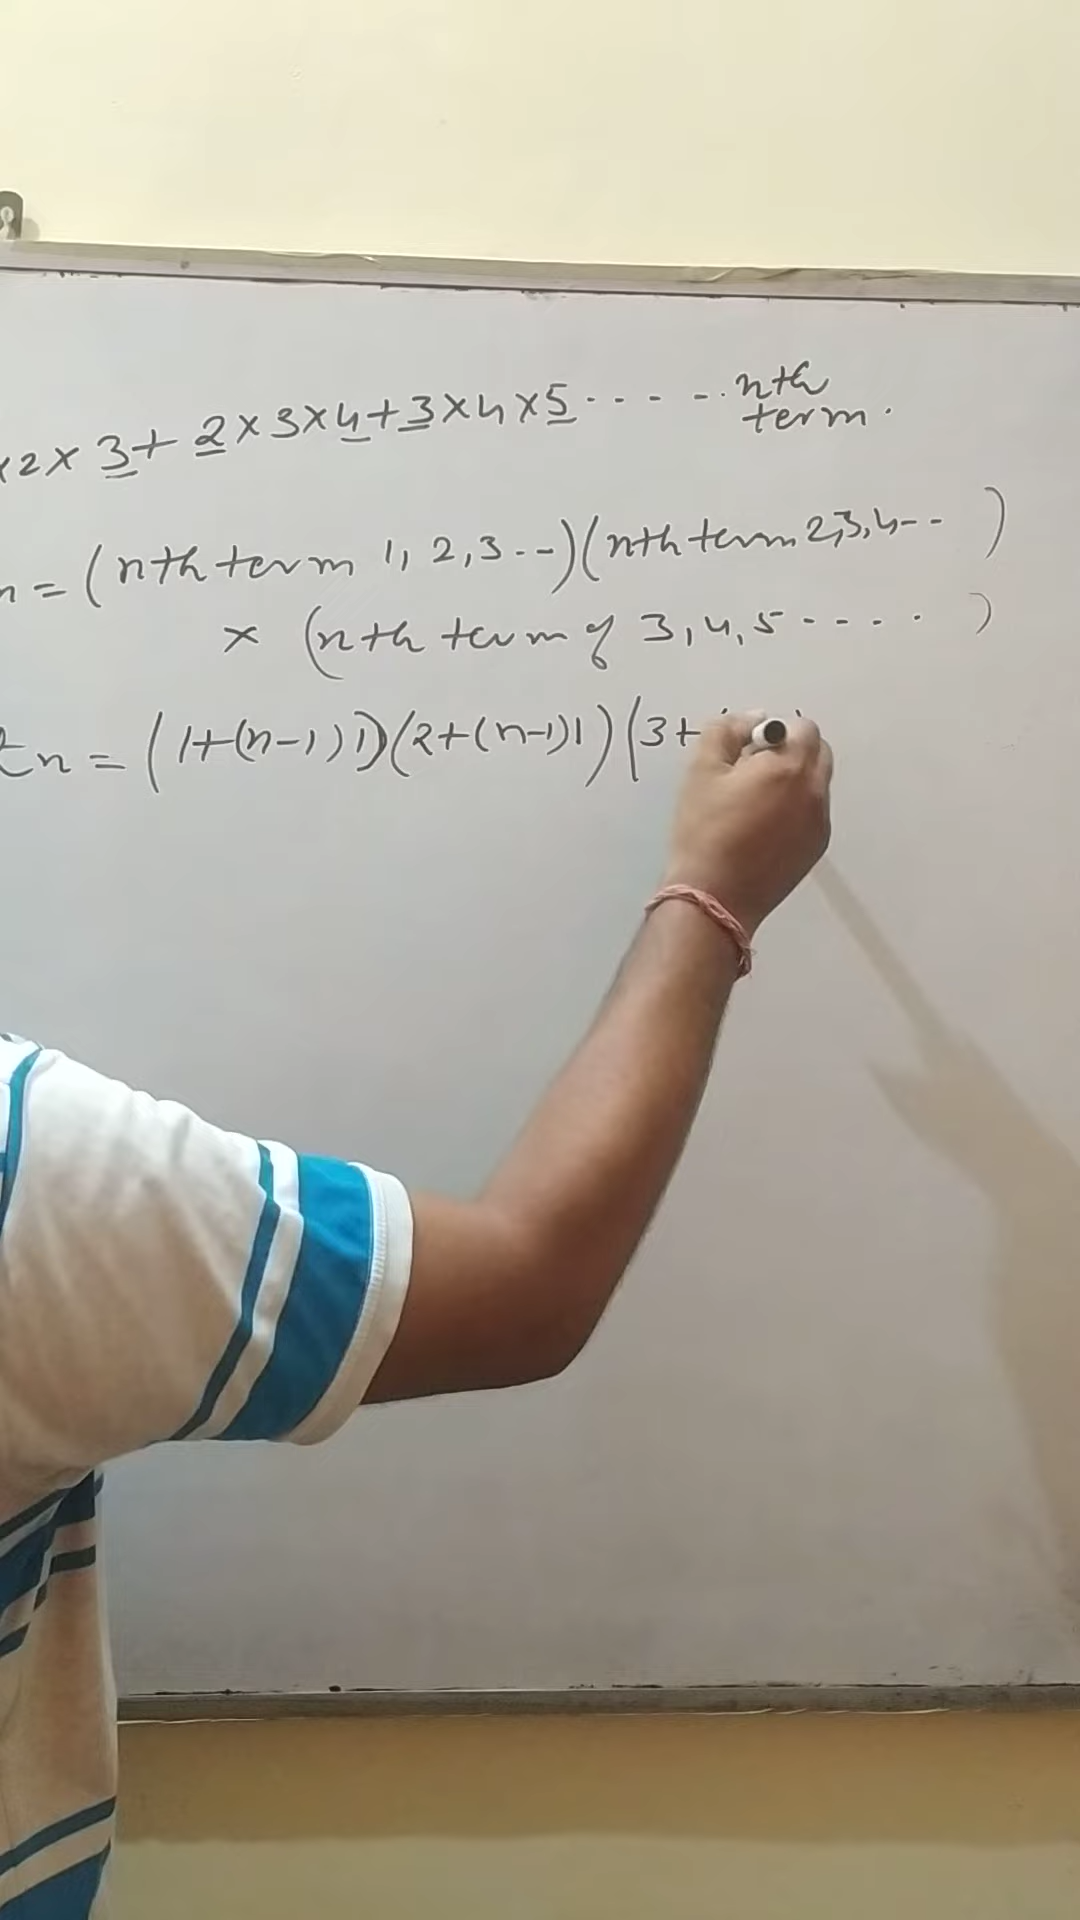 ×2×3+2×3×4+3×4×5.....nth
term.
n=(nth term 1,2,3...)(nth term 2,3,4-- )
×(nth term of 3,4,5..... )
tn=(1+(n-1)1)(2+(n-1)1)(3+